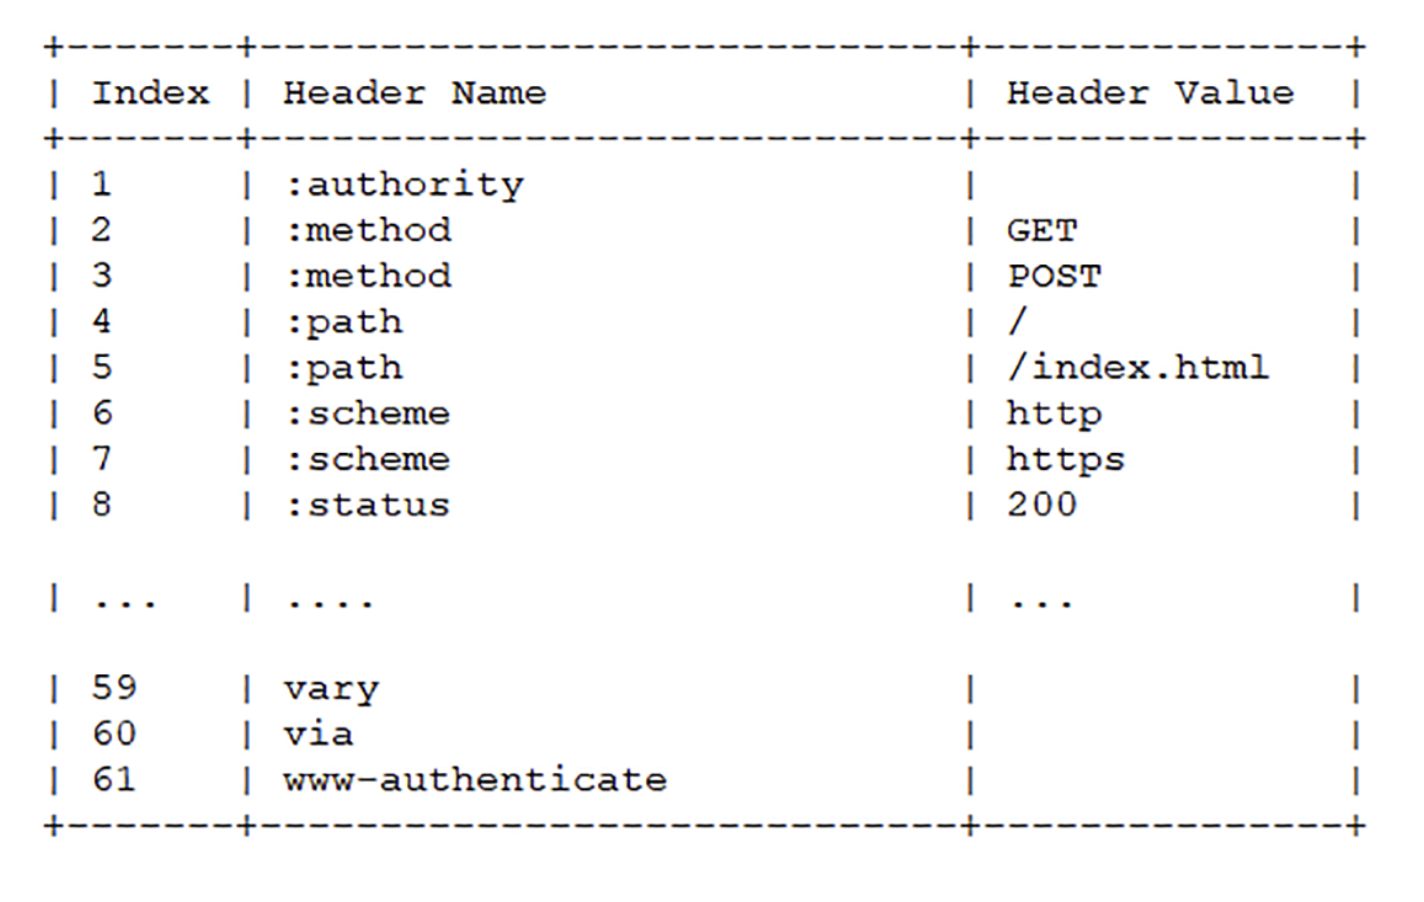 +-------+-----------------------------+---------------+
| Index | Header Name                 | Header Value  |
+-------+-----------------------------+---------------+
| 1     | :authority                  |               |
| 2     | :method                     | GET           |
| 3     | :method                     | POST          |
| 4     | :path                       | /             |
| 5     | :path                       | /index.html   |
| 6     | :scheme                     | http          |
| 7     | :scheme                     | https         |
| 8     | :status                     | 200           |
| ...   | ....                        | ...           |
| 59    | vary                        |               |
| 60    | via                         |               |
| 61    | www-authenticate            |               |
+-------+-----------------------------+---------------+